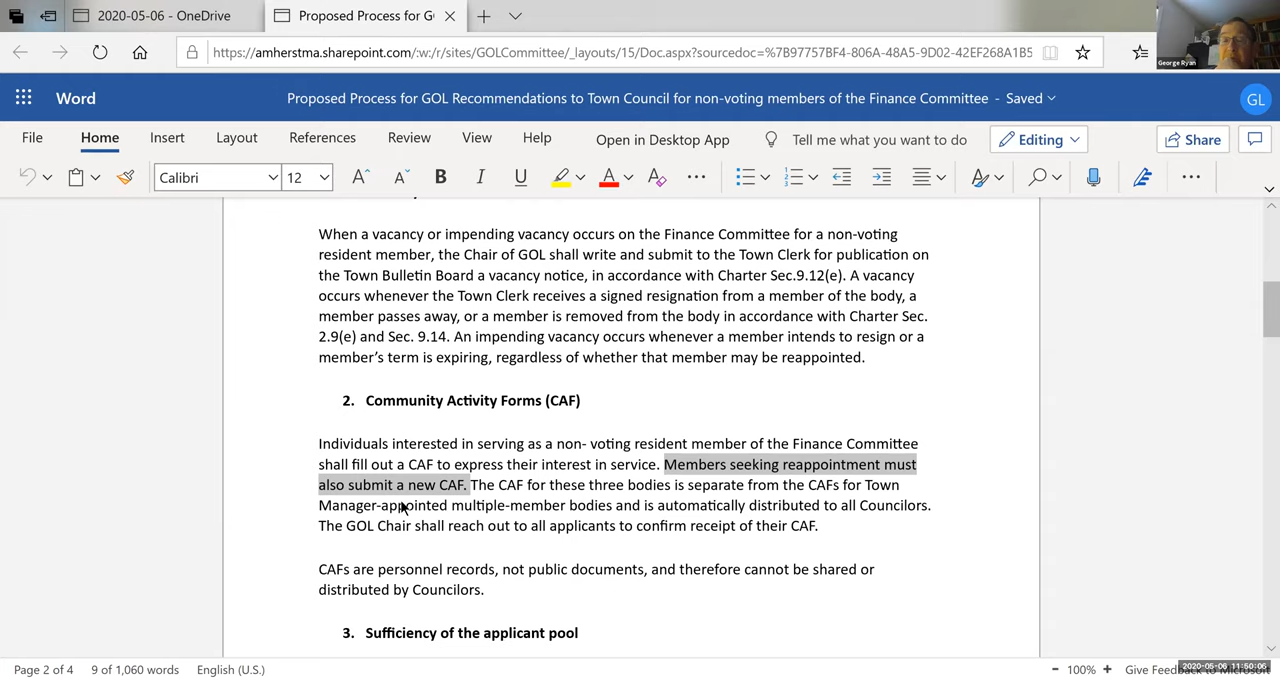 2020-05-06 - OneDrive
Proposed Process for GO
https://amherstma.sharepoint.com/:w:/r/sites/GOLCommittee/_layouts/15/Doc.aspx?sourcedoc=%7B97757BF4-806A-48A5-9D02-42EF268A1B5
George Ryan
Word
Proposed Process for GOL Recommendations to Town Council for non-voting members of the Finance Committee - Saved
GL
File Home Insert Layout References Review View Help Open in Desktop App Tell me what you want to do Editing Share
Calibri 12 A A B I U A
When a vacancy or impending vacancy occurs on the Finance Committee for a non-voting
resident member, the Chair of GOL shall write and submit to the Town Clerk for publication on
the Town Bulletin Board a vacancy notice, in accordance with Charter Sec.9.12(e). A vacancy
occurs whenever the Town Clerk receives a signed resignation from a member of the body, a
member passes away, or a member is removed from the body in accordance with Charter Sec.
2.9(e) and Sec. 9.14. An impending vacancy occurs whenever a member intends to resign or a
member's term is expiring, regardless of whether that member may be reappointed.
2. Community Activity Forms (CAF)
Individuals interested in serving as a non- voting resident member of the Finance Committee
shall fill out a CAF to express their interest in service. Members seeking reappointment must
also submit a new CAF. The CAF for these three bodies is separate from the CAFs for Town
Manager-appointed multiple-member bodies and is automatically distributed to all Councilors.
The GOL Chair shall reach out to all applicants to confirm receipt of their CAF.
CAFs are personnel records, not public documents, and therefore cannot be shared or
distributed by Councilors.
3. Sufficiency of the applicant pool
Page 2 of 4 9 of 1,060 words English (U.S.) - 100% + Give Feedback to Microsoft
2020-05-06 11:50:06